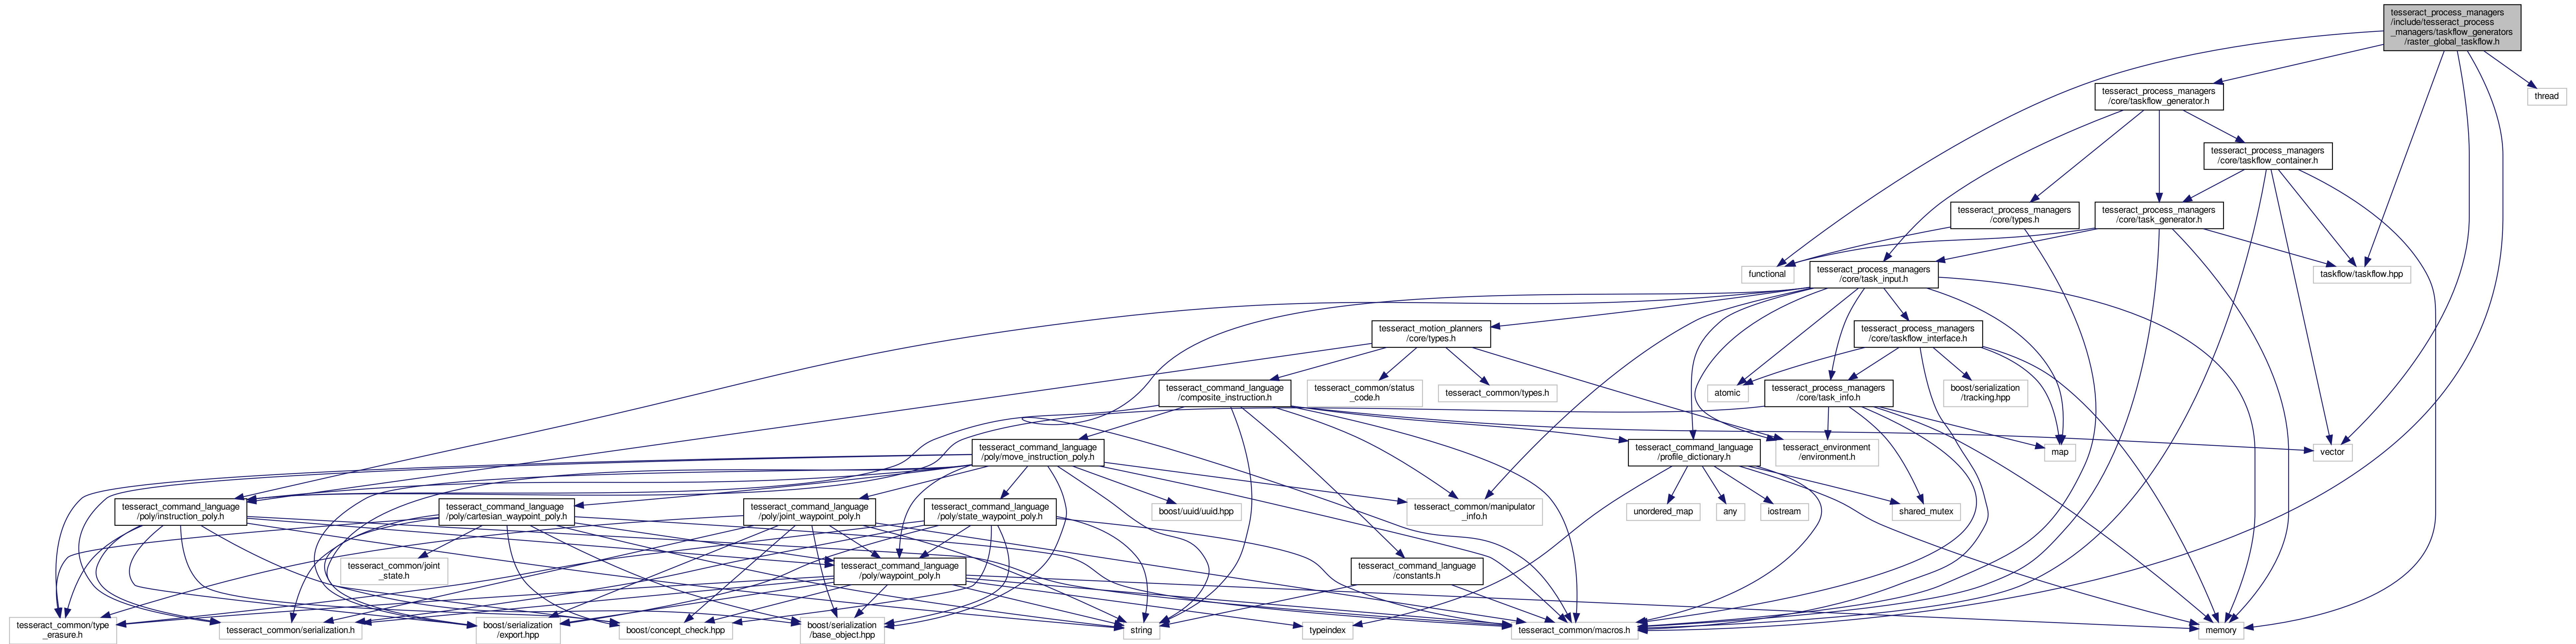 tesseract_process_managers
/include/tesseract_process
_managers/taskflow_generators
/raster_global_taskflow.h
tesseract_process_managers
/core/taskflow_generator.h
thread
tesseract_process_managers
/core/taskflow_container.h
tesseract_process_managers
/core/types.h
tesseract_process_managers
/core/task_generator.h
functional
tesseract_process_managers
/core/task_input.h
taskflow/taskflow.hpp
tesseract_motion_planners
/core/types.h
tesseract_process_managers
/core/taskflow_interface.h
tesseract_command_language
/composite_instruction.h
tesseract_common/status
_code.h
tesseract_common/types.h
atomic
tesseract_process_managers
/core/task_info.h
boost/serialization
/tracking.hpp
tesseract_command_language
/poly/move_instruction_poly.h
tesseract_command_language
/profile_dictionary.h
tesseract_environment
/environment.h
map
vector
tesseract_command_language
/poly/instruction_poly.h
tesseract_command_language
/poly/cartesian_waypoint_poly.h
tesseract_command_language
/poly/joint_waypoint_poly.h
tesseract_command_language
/poly/state_waypoint_poly.h
boost/uuid/uuid.hpp
tesseract_common/manipulator
_info.h
unordered_map
any
iostream
shared_mutex
tesseract_common/joint
_state.h
tesseract_command_language
/poly/waypoint_poly.h
tesseract_command_language
/constants.h
tesseract_common/type
_erasure.h
tesseract_common/serialization.h
boost/serialization
/export.hpp
boost/concept_check.hpp
boost/serialization
/base_object.hpp
string
typeindex
tesseract_common/macros.h
memory